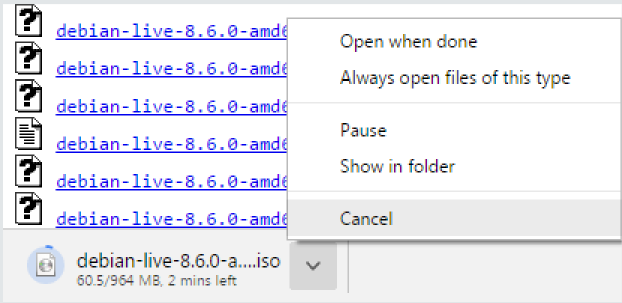 debian-live-8.6.0-amd6
debian-live-8.6.0-amd6
debian-live-8.6.0-amd6
debian-live-8.6.0-amd6
debian-live-8.6.0-amd6
debian-live-8.6.0-amd6
Open when done
Always open files of this type
Pause
Show in folder
Cancel
debian-live-8.6.0-a....iso
60.5/964 MB, 2 mins left